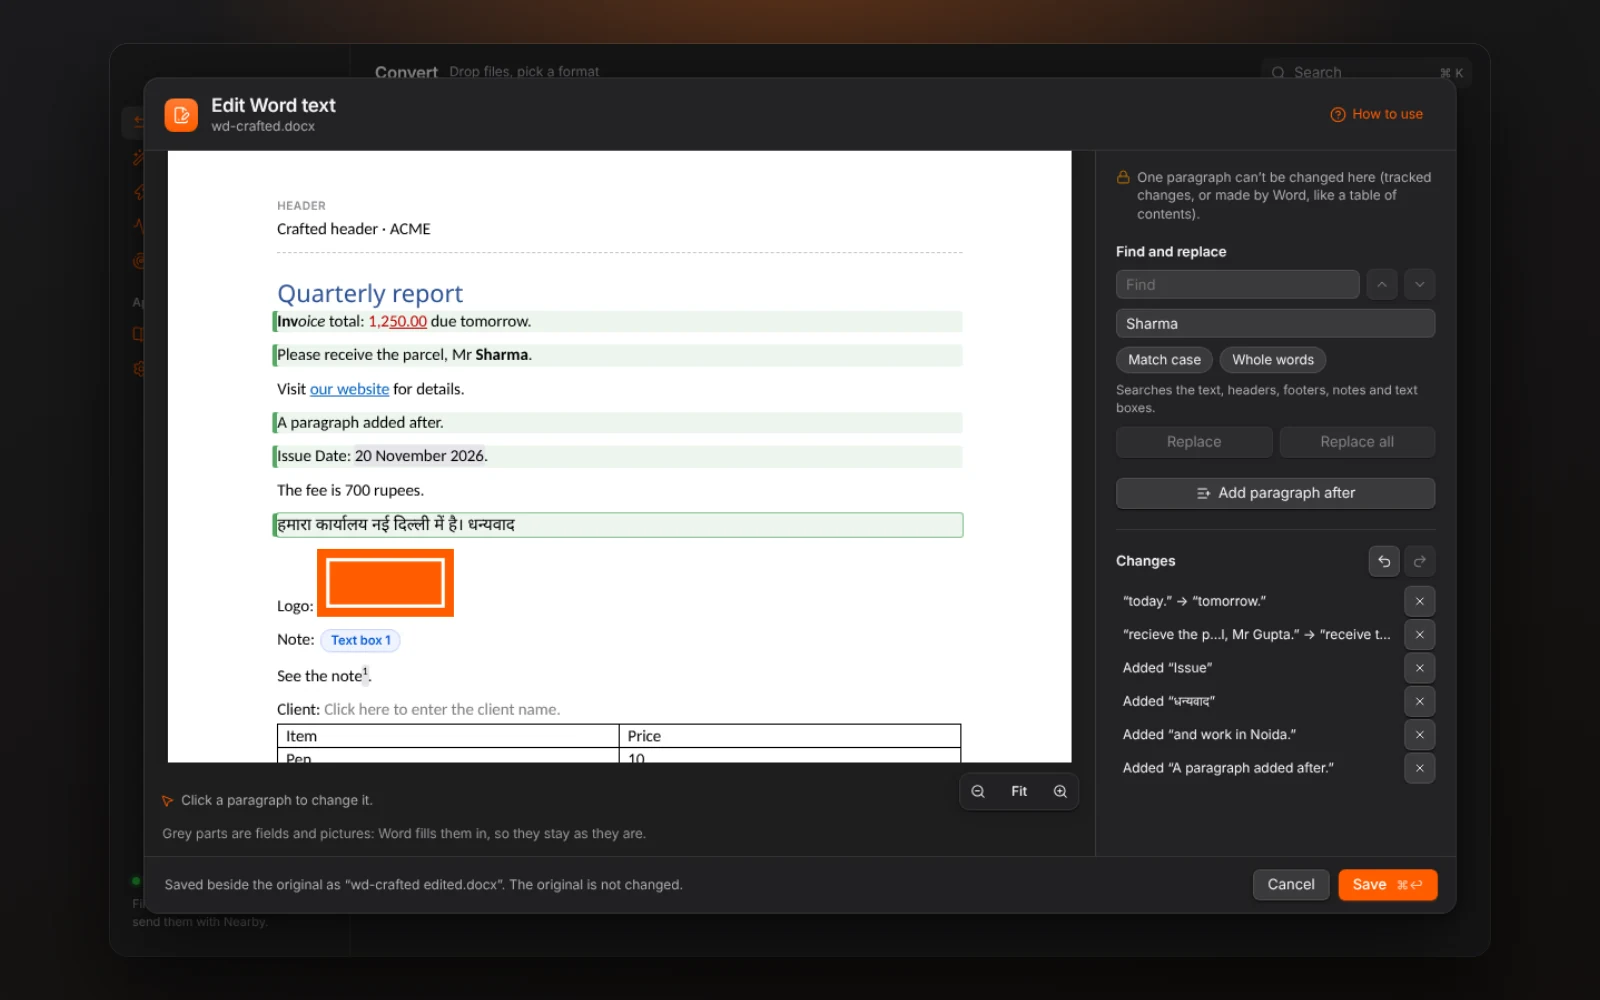 Convert Drop files, pick a format
Search ⌘ K
Edit Word text
wd-crafted.docx
How to use
HEADER
Crafted header · ACME
Quarterly report
Invoice total: 1,250.00 due tomorrow.
Please receive the parcel, Mr Sharma.
Visit our website for details.
A paragraph added after.
Issue Date: 20 November 2026.
The fee is 700 rupees.
हमारा कार्यालय नई दिल्ली में है। धन्यवाद
Logo:
Note: Text box 1
See the note1.
Client: Click here to enter the client name.
Item Price
Pen 10
Click a paragraph to change it.
Fit
Grey parts are fields and pictures: Word fills them in, so they stay as they are.
One paragraph can’t be changed here (tracked
changes, or made by Word, like a table of
contents).
Find and replace
Find
Sharma
Match case Whole words
Searches the text, headers, footers, notes and text
boxes.
Replace Replace all
Add paragraph after
Changes
“today.” → “tomorrow.”
“recieve the p...l, Mr Gupta.” → “receive t...
Added “Issue”
Added “धन्यवाद”
Added “and work in Noida.”
Added “A paragraph added after.”
Saved beside the original as “wd-crafted edited.docx”. The original is not changed.
Cancel Save ⌘↩
send them with Nearby.